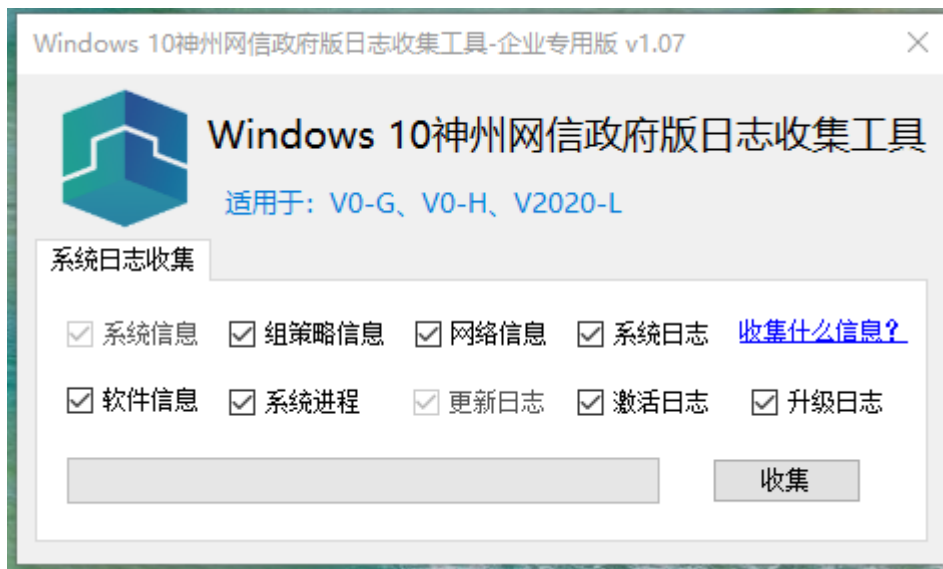 Windows 10神州网信政府版日志收集工具-企业专用版 v1.07
Windows 10神州网信政府版日志收集工具
适用于：V0-G、V0-H、V2020-L
系统日志收集
系统信息 组策略信息 网络信息 系统日志 收集什么信息？
软件信息 系统进程 更新日志 激活日志 升级日志
收集